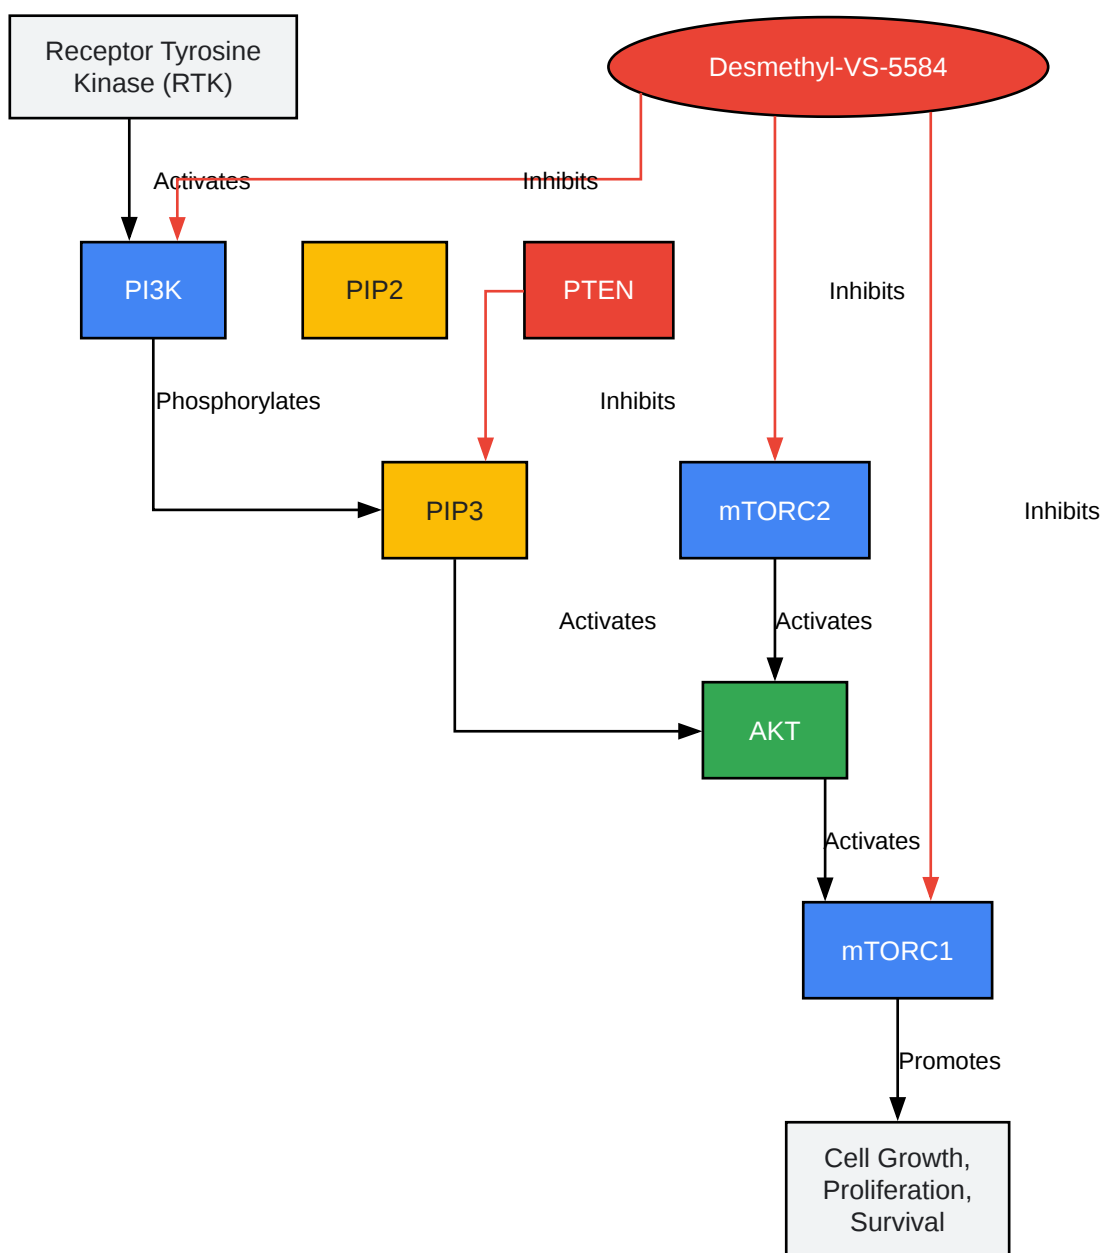 Receptor Tyrosine
Kinase (RTK)
Desmethyl-VS-5584
Activates
Inhibits
PI3K
PIP2
PTEN
Inhibits
Phosphorylates
Inhibits
PIP3
mTORC2
Inhibits
Activates
Activates
AKT
Activates
mTORC1
Promotes
Cell Growth,
Proliferation,
Survival